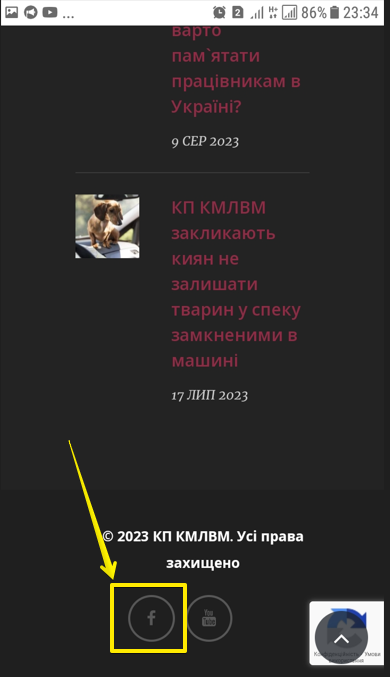 ... 2 H+ 86% 23:34
варто
пам`ятати
працівникам в
Україні?
9 СЕР 2023
КП КМЛВМ
закликають
киян не
залишати
тварин у спеку
замкненими в
машині
17 ЛИП 2023
© 2023 КП КМЛВМ. Усі права
захищено
f You Tube